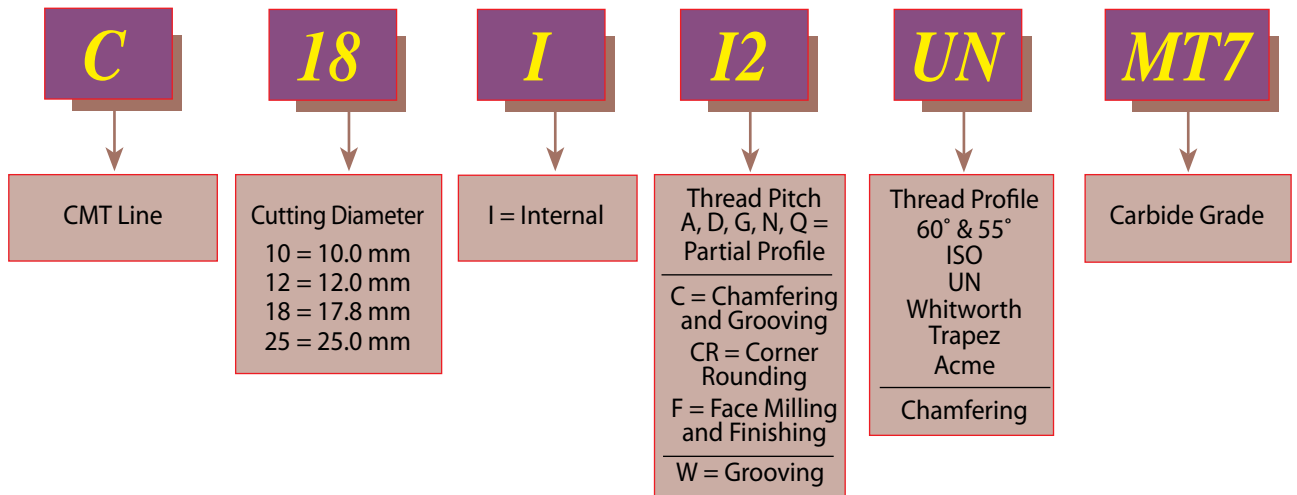 C 18 I I2 UN MT7
CMT Line
Cutting Diameter
10 = 10.0 mm
12 = 12.0 mm
18 = 17.8 mm
25 = 25.0 mm
I = Internal
Thread Pitch
A, D, G, N, Q =
Partial Profile
C = Chamfering
and Grooving
CR = Corner
Rounding
F = Face Milling
and Finishing
W = Grooving
Thread Profile
60° & 55°
ISO
UN
Whitworth
Trapez
Acme
Chamfering
Carbide Grade